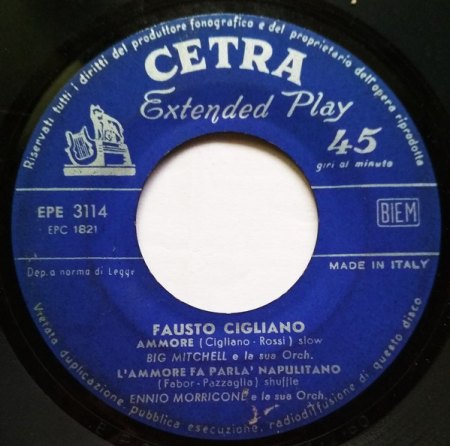 Riservati tutti i diritti del produttore fonografico e del proprietario dell'opera riprodotta
CETRA
Extended Play
45
giri al minuto
EPE 3114
EPC 1821
BIEM
Dep. a norma di Legge
MADE IN ITALY
FAUSTO CIGLIANO
AMMORE (Cigliano - Rossi) slow
BIG MITCHELL e la sua Orch.
L'AMMORE FA PARLA' NAPULITANO
(Fabor - Pazzaglia) shuffle
ENNIO MORRICONE e la sua Orch.
Vietata duplicazione. Pubblica esecuzione, radiodiffusione di questo disco